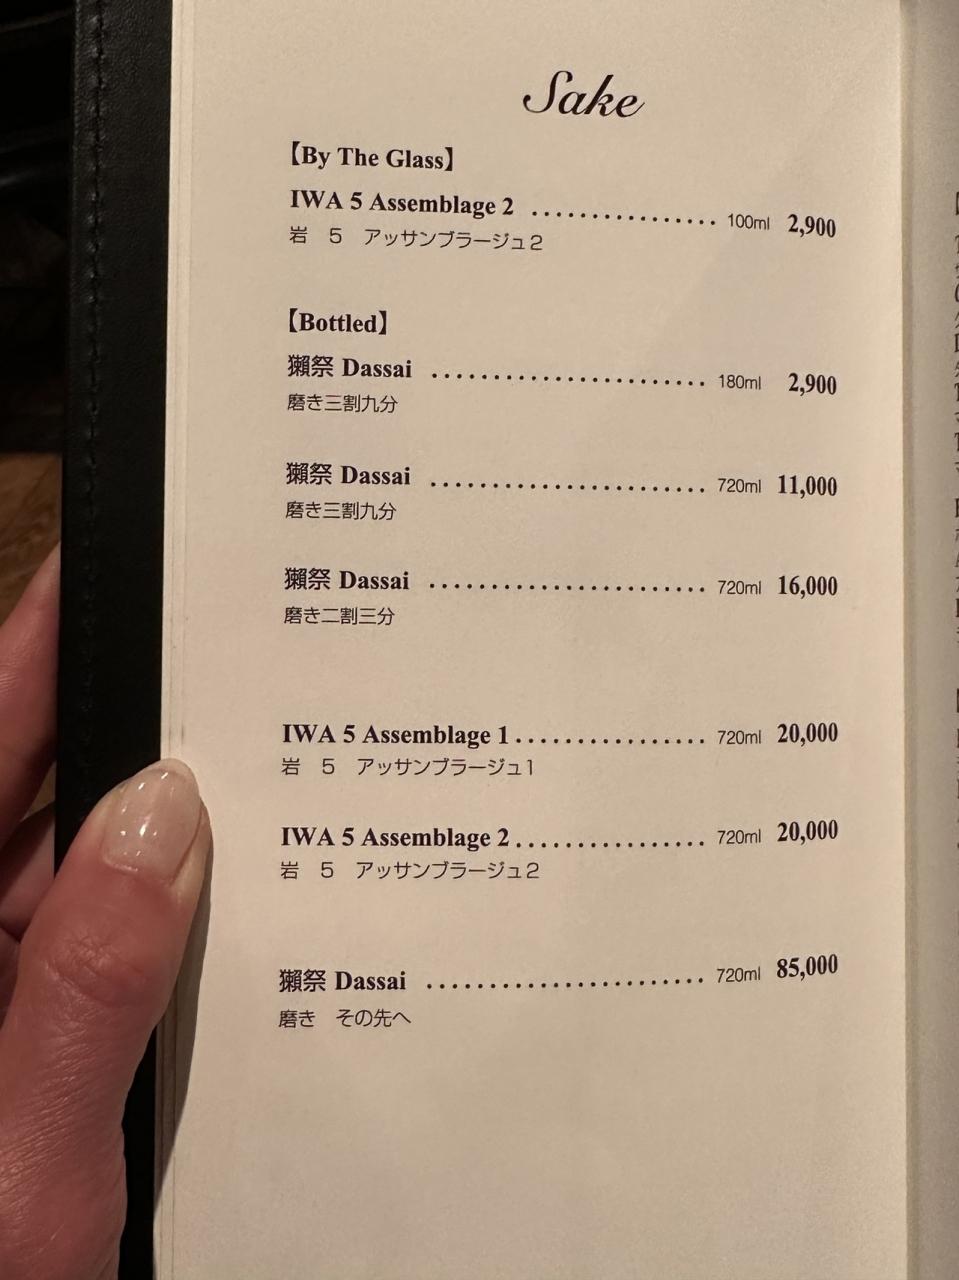 Sake
【By The Glass】
IWA 5 Assemblage 2 ................ 100ml 2,900
岩 5 アッサンブラージュ2
【Bottled】
獺祭 Dassai ...................... 180ml 2,900
磨き三割九分
獺祭 Dassai ...................... 720ml 11,000
磨き三割九分
獺祭 Dassai ...................... 720ml 16,000
磨き二割三分
IWA 5 Assemblage 1 ................ 720ml 20,000
岩 5 アッサンブラージュ1
IWA 5 Assemblage 2 ................ 720ml 20,000
岩 5 アッサンブラージュ2
獺祭 Dassai ...................... 720ml 85,000
磨き その先へ